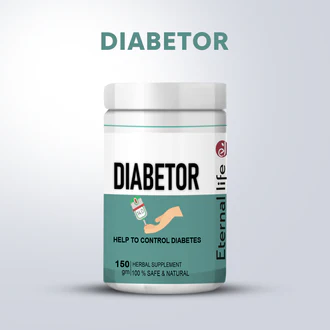 DIABETOR
DIABETOR
HELP TO CONTROL DIABETES
150 gm HERBAL SUPPLEMENT
100 % SAFE & NATURAL
Eternal life